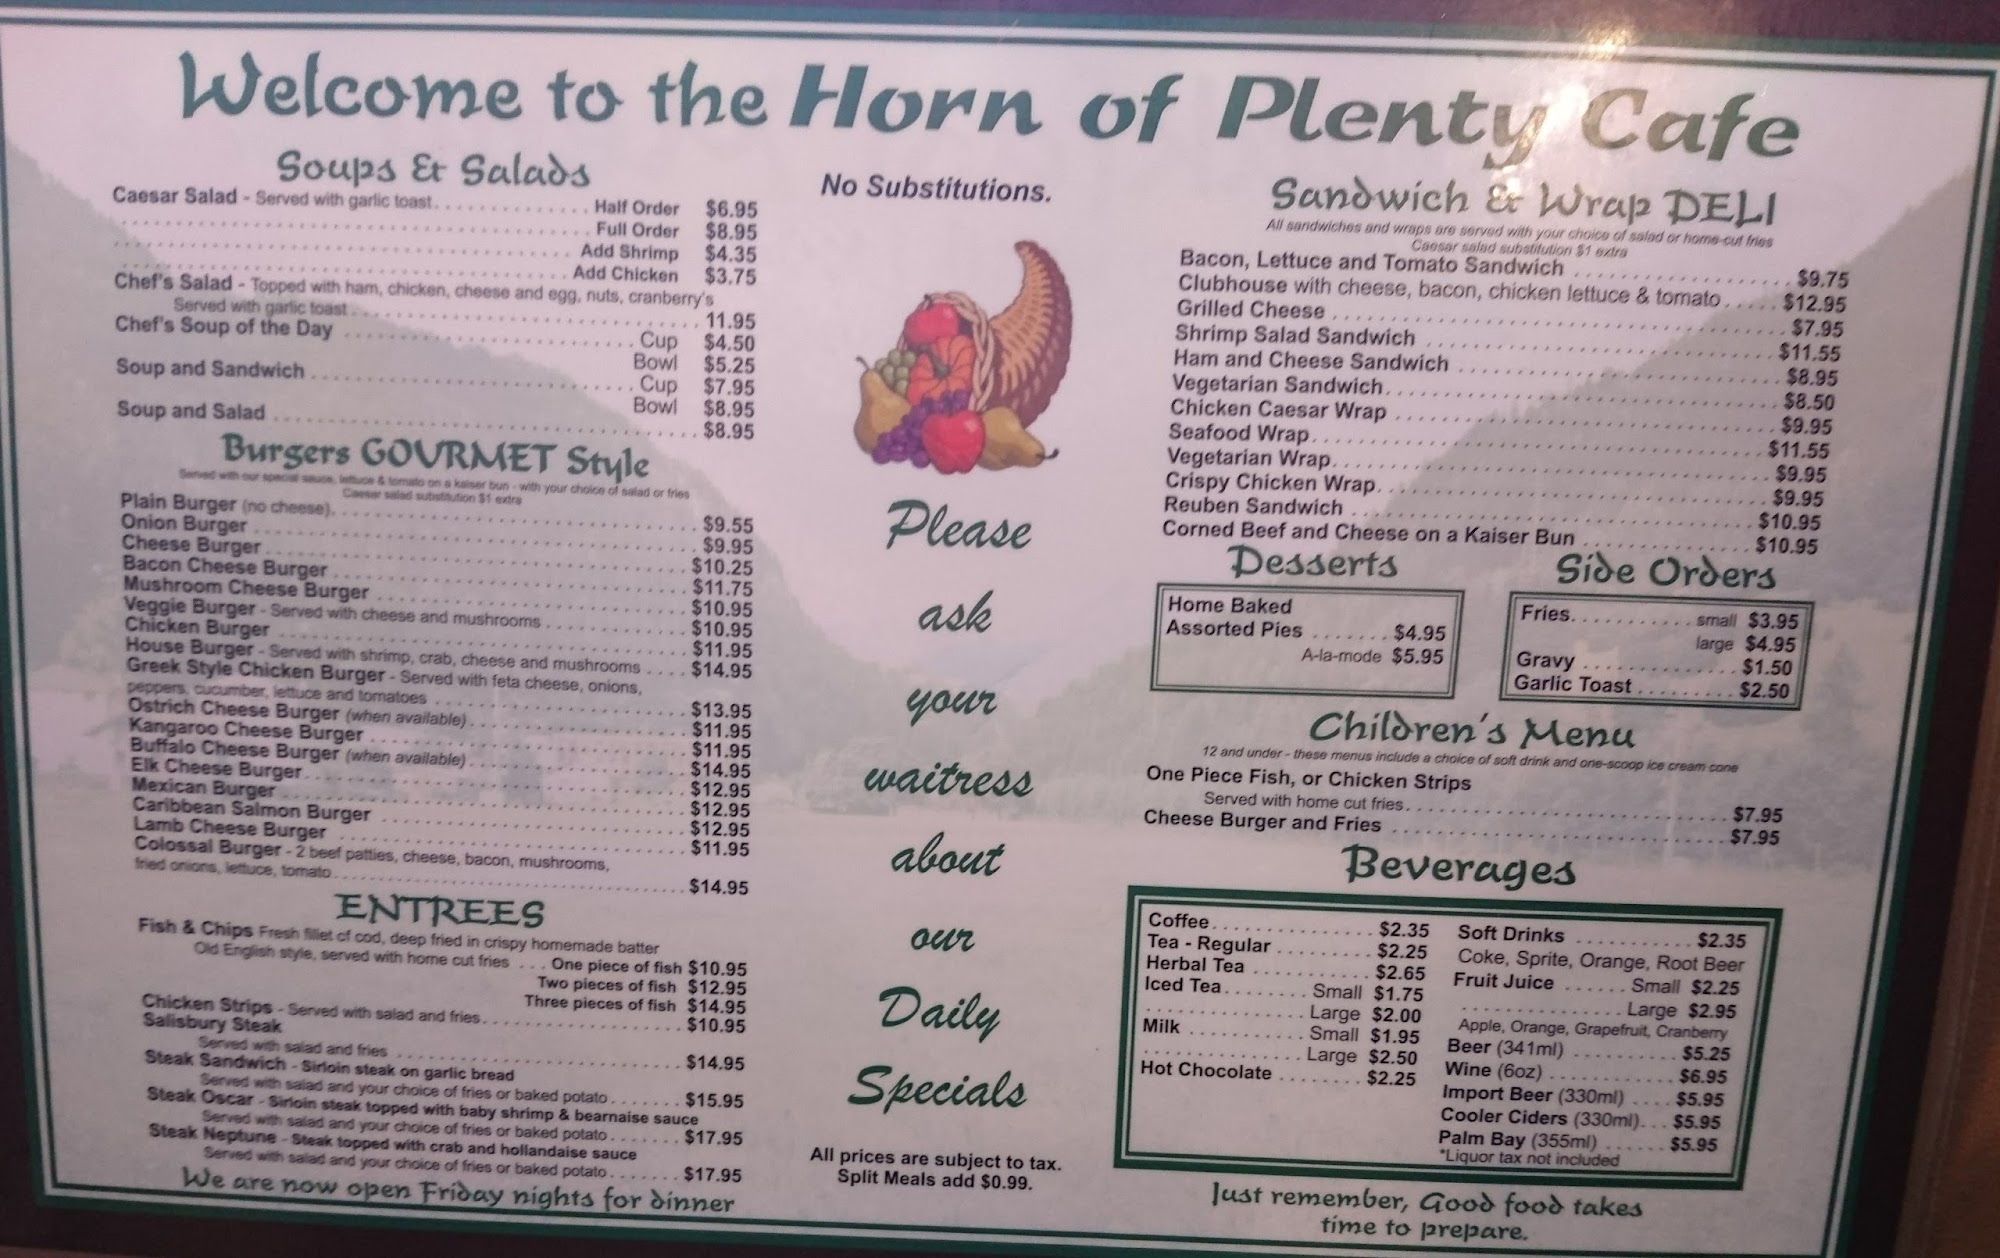 Welcome to the Horn of Plenty Cafe
Soups & Salads
Caesar Salad - Served with garlic toast Half Order $6.95
Full Order $8.95
Add Shrimp $4.35
Add Chicken $3.75
Chef's Salad - Topped with ham, chicken, cheese and egg, nuts, cranberry's
Served with garlic toast 11.95
Chef's Soup of the Day Cup $4.50
Bowl $5.25
Soup and Sandwich Cup $7.95
Bowl $8.95
Soup and Salad $8.95
Burgers GOURMET Style
Served with our special sauce, lettuce & tomato on a kaiser bun - with your choice of salad or fries
Caesar salad substitution $1 extra
Plain Burger (no cheese) $9.55
Onion Burger $9.95
Cheese Burger $10.25
Bacon Cheese Burger $11.75
Mushroom Cheese Burger $10.95
Veggie Burger - Served with cheese and mushrooms $10.95
Chicken Burger $11.95
House Burger - Served with shrimp, crab, cheese and mushrooms $14.95
Greek Style Chicken Burger - Served with feta cheese, onions,
peppers, cucumber, lettuce and tomatoes $13.95
Ostrich Cheese Burger (when available) $11.95
Kangaroo Cheese Burger $11.95
Buffalo Cheese Burger (when available) $14.95
Elk Cheese Burger $12.95
Mexican Burger $12.95
Caribbean Salmon Burger $12.95
Lamb Cheese Burger $11.95
Colossal Burger - 2 beef patties, cheese, bacon, mushrooms,
fried onions, lettuce, tomato $14.95
ENTREES
Fish & Chips Fresh fillet of cod, deep fried in crispy homemade batter
Old English style, served with home cut fries ... One piece of fish $10.95
Two pieces of fish $12.95
Three pieces of fish $14.95
Chicken Strips - Served with salad and fries $10.95
Salisbury Steak
Served with salad and fries $14.95
Steak Sandwich - Sirloin steak on garlic bread
Served with salad and your choice of fries or baked potato $15.95
Steak Oscar - Sirloin steak topped with baby shrimp & bearnaise sauce
Served with salad and your choice of fries or baked potato $17.95
Steak Neptune - Steak topped with crab and hollandaise sauce
Served with salad and your choice of fries or baked potato $17.95
We are now open Friday nights for dinner
No Substitutions.
Please
ask
your
waitress
about
our
Daily
Specials
All prices are subject to tax.
Split Meals add $0.99.
Sandwich & Wrap DELI
All sandwiches and wraps are served with your choice of salad or home-cut fries
Caesar salad substitution $1 extra
Bacon, Lettuce and Tomato Sandwich $9.75
Clubhouse with cheese, bacon, chicken lettuce & tomato $12.95
Grilled Cheese $7.95
Shrimp Salad Sandwich $11.55
Ham and Cheese Sandwich $8.95
Vegetarian Sandwich $8.50
Chicken Caesar Wrap $9.95
Seafood Wrap $11.55
Vegetarian Wrap $9.95
Crispy Chicken Wrap $9.95
Reuben Sandwich $10.95
Corned Beef and Cheese on a Kaiser Bun $10.95
Desserts
Home Baked
Assorted Pies $4.95
A-la-mode $5.95
Side Orders
Fries small $3.95
large $4.95
Gravy $1.50
Garlic Toast $2.50
Children's Menu
12 and under - these menus include a choice of soft drink and one-scoop ice cream cone
One Piece Fish, or Chicken Strips
Served with home cut fries $7.95
Cheese Burger and Fries $7.95
Beverages
Coffee $2.35
Tea - Regular $2.25
Herbal Tea $2.65
Iced Tea Small $1.75
Large $2.00
Milk Small $1.95
Large $2.50
Hot Chocolate $2.25
Soft Drinks $2.35
Coke, Sprite, Orange, Root Beer
Fruit Juice Small $2.25
Large $2.95
Apple, Orange, Grapefruit, Cranberry
Beer (341ml) $5.25
Wine (6oz) $6.95
Import Beer (330ml) $5.95
Cooler Ciders (330ml) $5.95
Palm Bay (355ml) $5.95
*Liquor tax not included
Just remember, Good food takes
time to prepare.